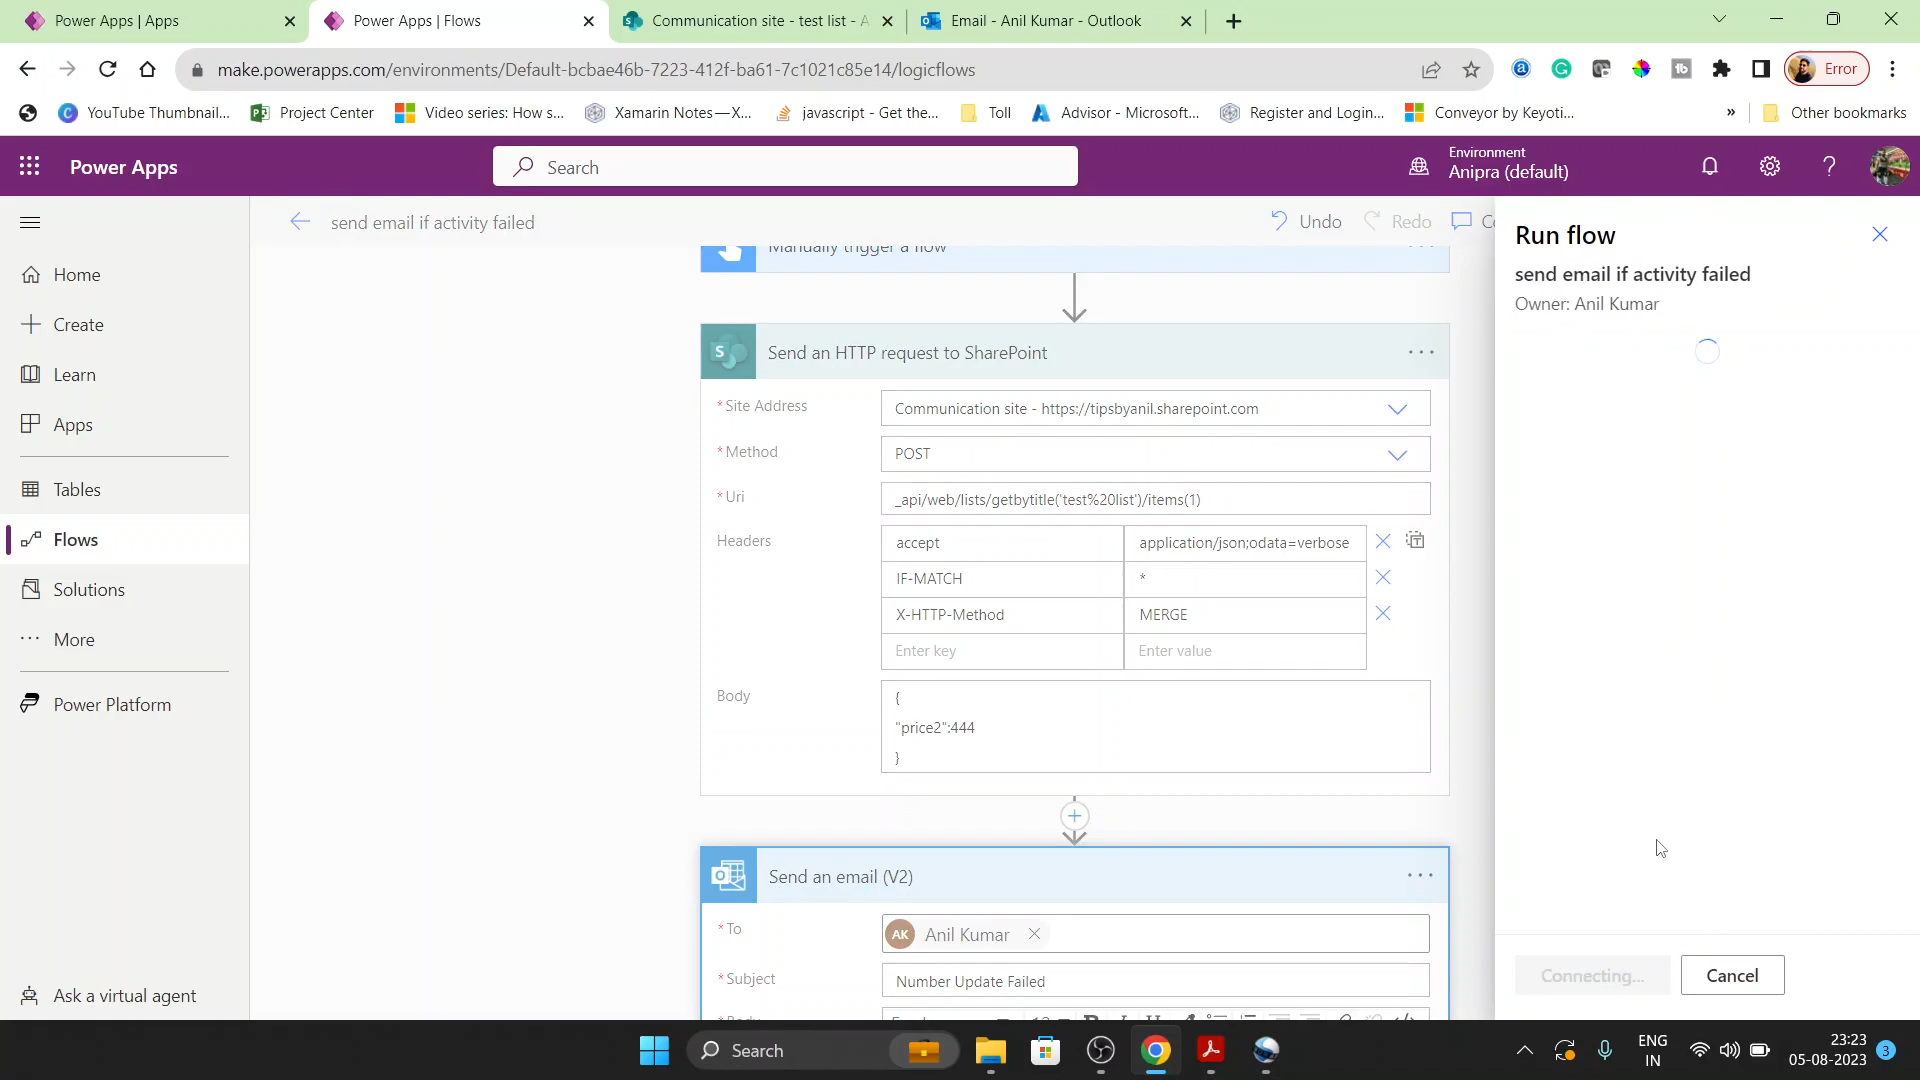 Power Apps | Apps
Power Apps | Flows
Communication site - test list - A
Email - Anil Kumar - Outlook
make.powerapps.com/environments/Default-bcbae46b-7223-412f-ba61-7c1021c85e14/logicflows
Error
YouTube Thumbnail...
Project Center
Video series: How s...
Xamarin Notes—X...
javascript - Get the...
Toll
Advisor - Microsoft...
Register and Login...
Conveyor by Keyoti...
»
Other bookmarks
Power Apps
Search
Environment
Anipra (default)
send email if activity failed
Undo
Redo
Manually trigger a flow
Home
Create
Learn
Apps
Tables
Flows
Solutions
More
Power Platform
Ask a virtual agent
Send an HTTP request to SharePoint
* Site Address
Communication site - https://tipsbyanil.sharepoint.com
* Method
POST
* Uri
_api/web/lists/getbytitle('test%20list')/items(1)
Headers
accept
application/json;odata=verbose
IF-MATCH
*
X-HTTP-Method
MERGE
Enter key
Enter value
Body
{
"price2":444
}
Send an email (V2)
* To
AK
Anil Kumar
* Subject
Number Update Failed
Run flow
send email if activity failed
Owner: Anil Kumar
Connecting...
Cancel
Search
ENG
IN
23:23
05-08-2023
3